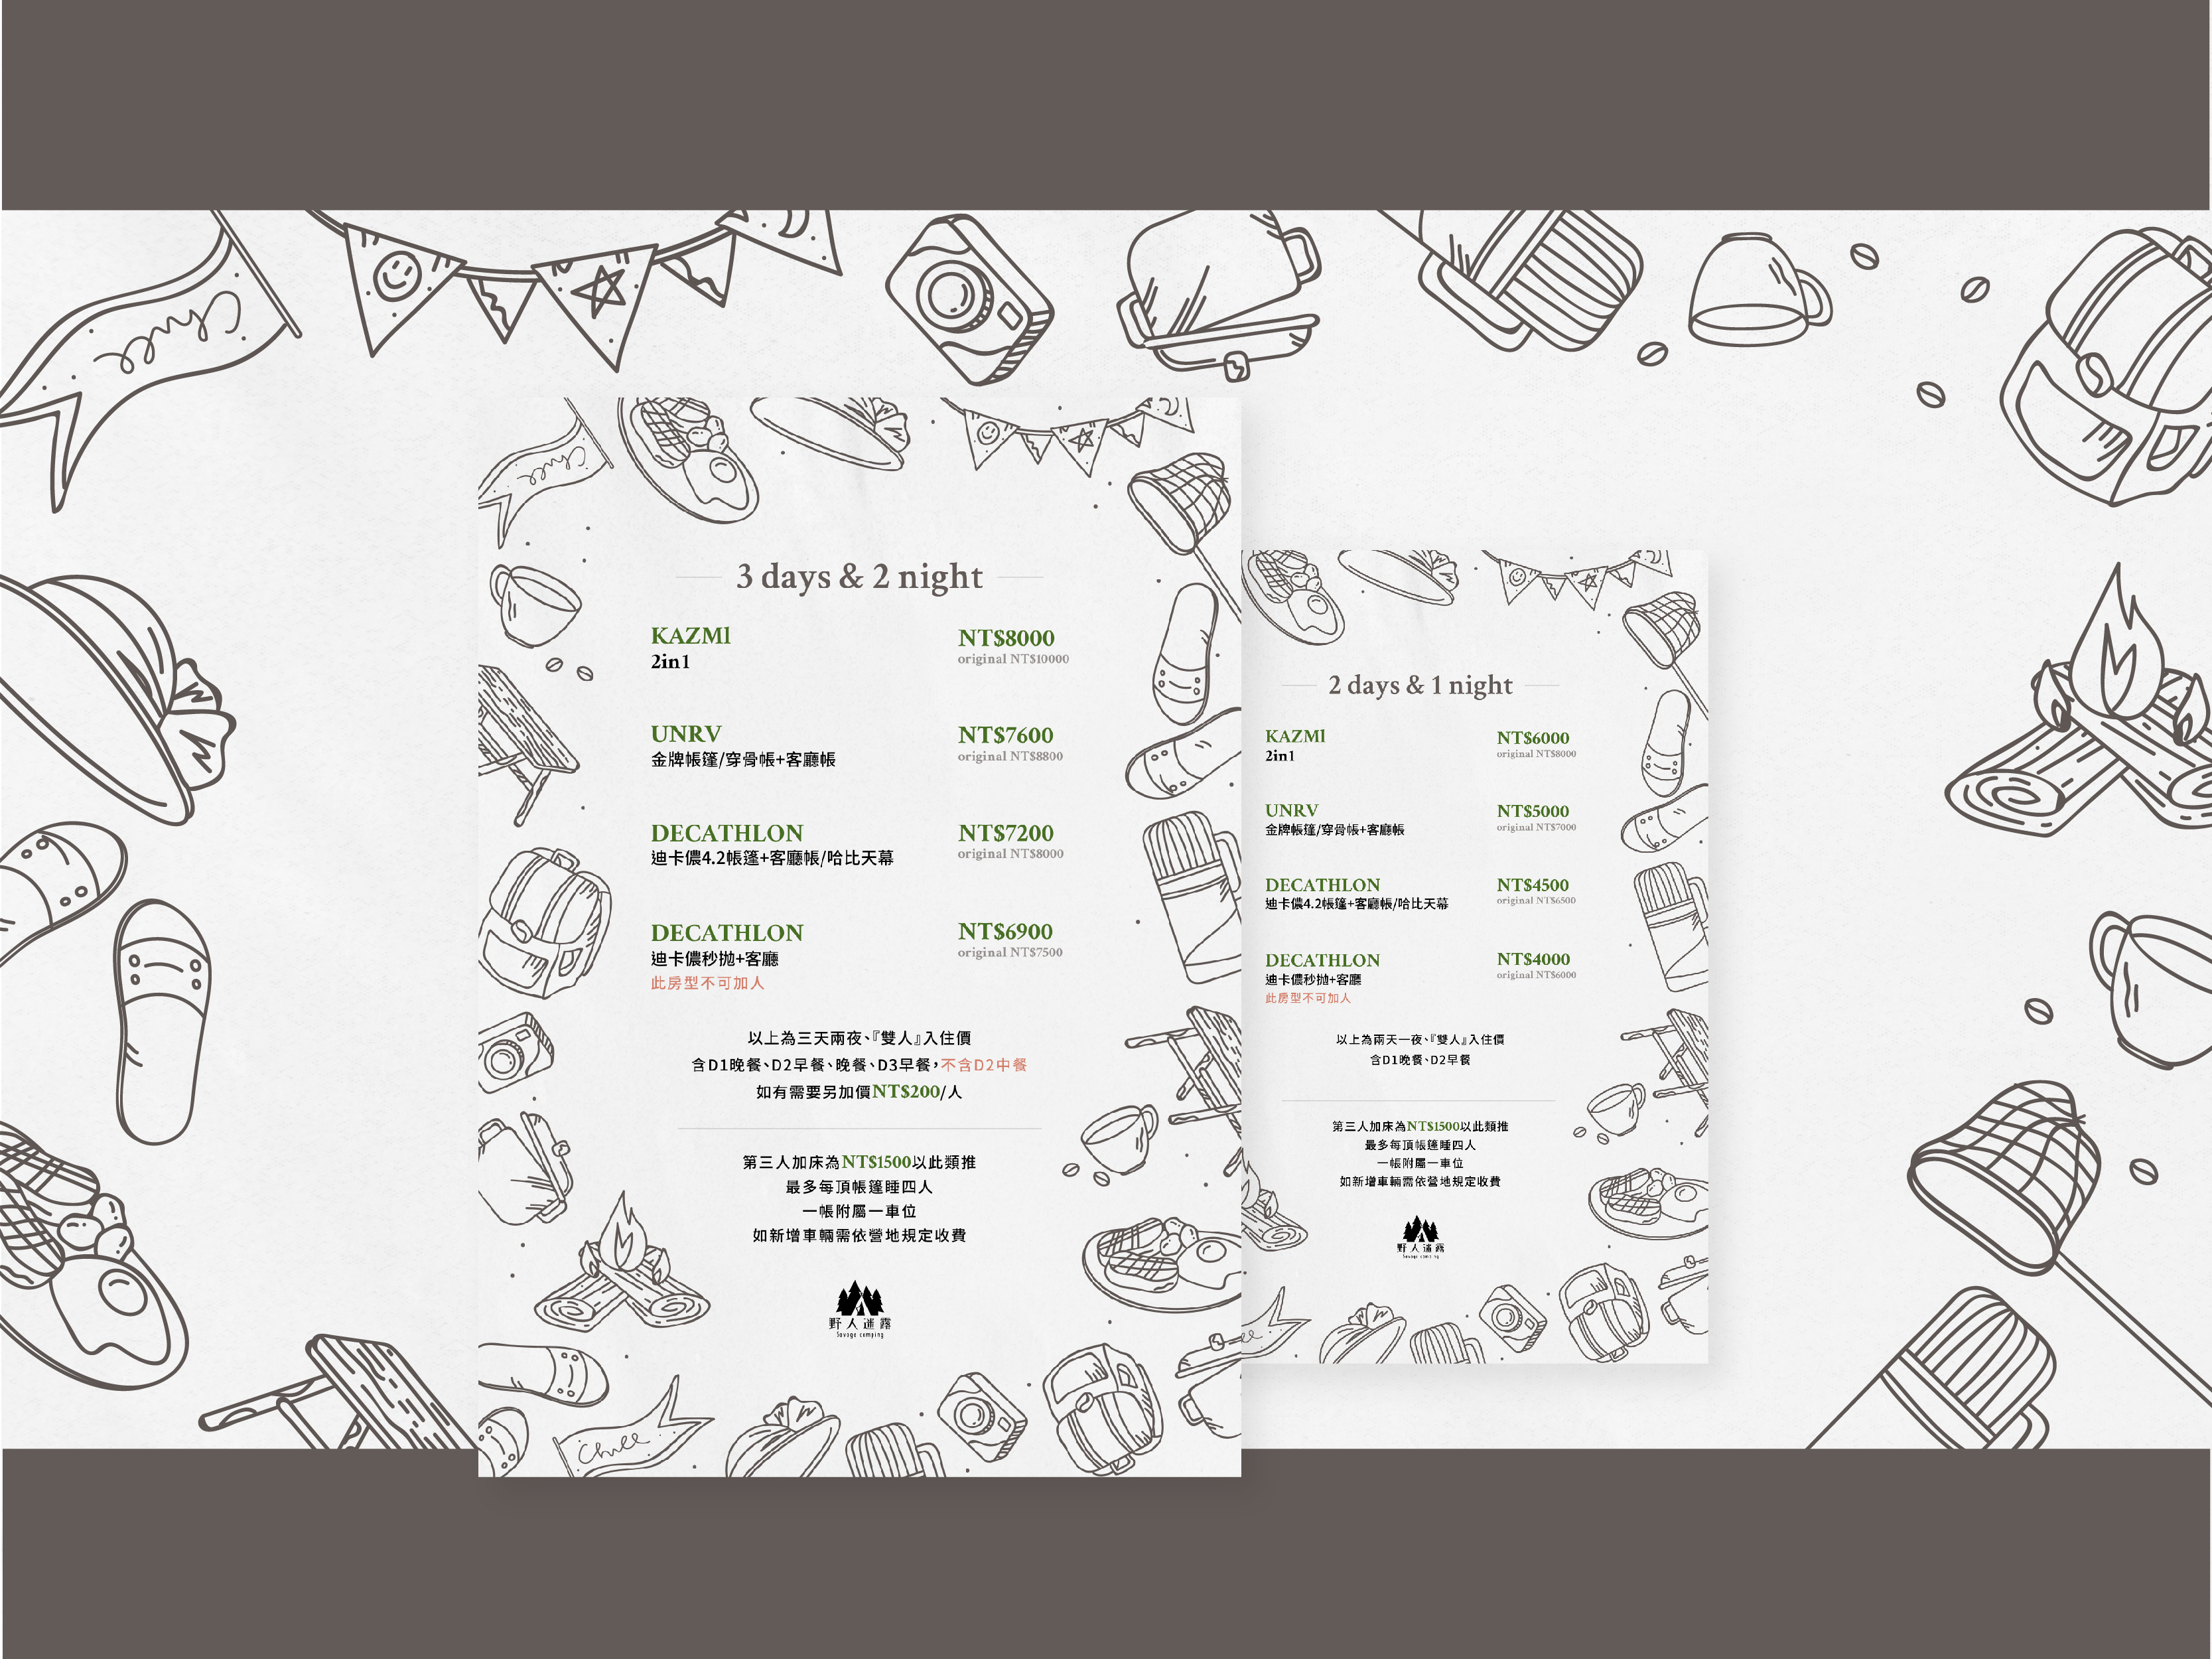 3 days & 2 night
KAZMl
2in1
NT$8000
original NT$10000
UNRV
金牌帳篷/穿骨帳+客廳帳
NT$7600
original NT$8800
DECATHLON
迪卡儂4.2帳篷+客廳帳/哈比天幕
NT$7200
original NT$8000
DECATHLON
迪卡儂秒拋+客廳
此房型不可加人
NT$6900
original NT$7500
以上為三天兩夜、『雙人』入住價
含D1晚餐、D2早餐、晚餐、D3早餐,不含D2中餐
如有需要另加價NT$200/人
第三人加床為NT$1500以此類推
最多每頂帳篷睡四人
一帳附屬一車位
如新增車輛需依營地規定收費
野人迷露
Savage camping
2 days & 1 night
KAZMl
2in1
NT$6000
original NT$8000
UNRV
金牌帳篷/穿骨帳+客廳帳
NT$5000
original NT$7000
DECATHLON
迪卡儂4.2帳篷+客廳帳/哈比天幕
NT$4500
original NT$6500
DECATHLON
迪卡儂秒拋+客廳
此房型不可加人
NT$4000
original NT$6000
以上為兩天一夜、『雙人』入住價
含D1晚餐、D2早餐
第三人加床為NT$1500以此類推
最多每頂帳篷睡四人
一帳附屬一車位
如新增車輛需依營地規定收費
野人迷露
Savage camping